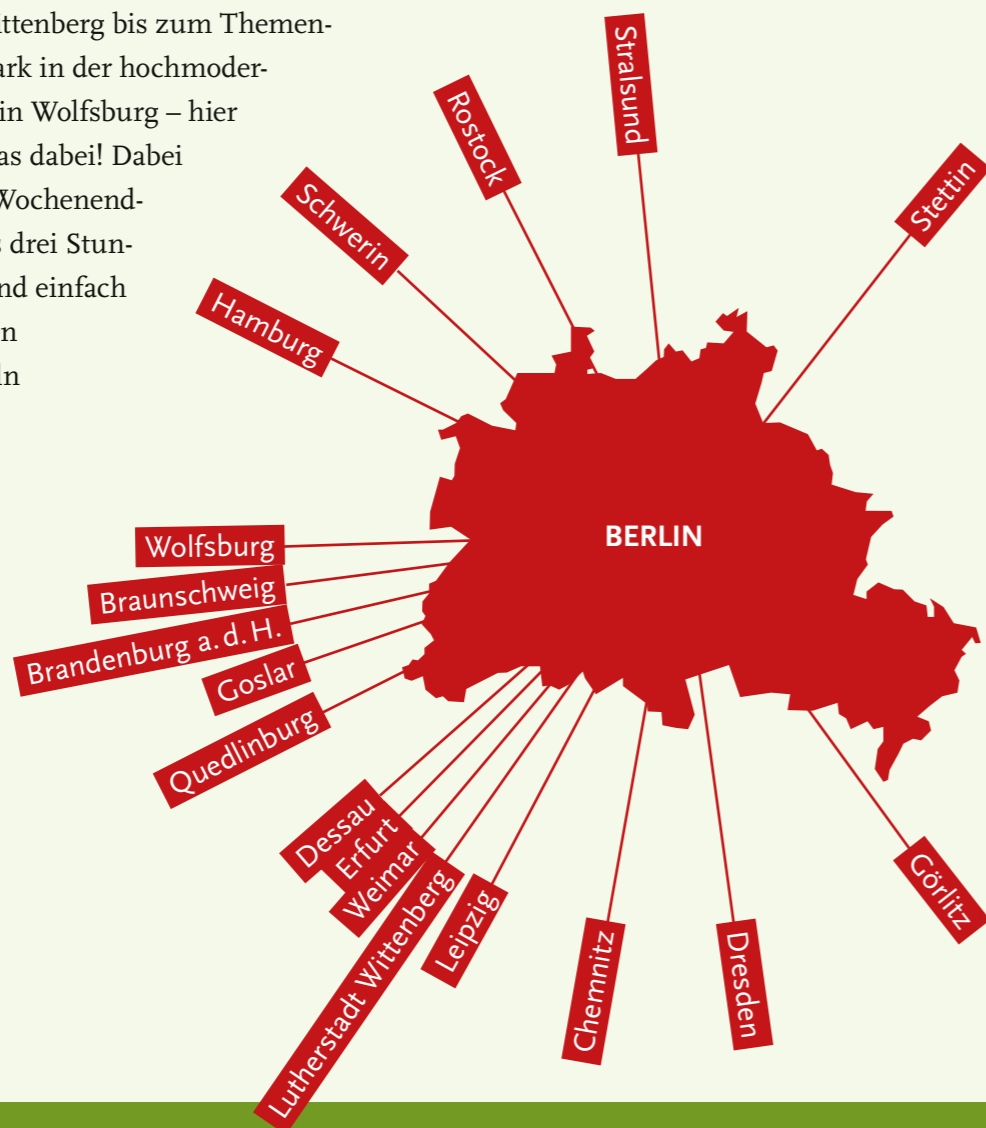 ittenberg bis zum Themen-
ark in der hochmoder-
in Wolfsburg – hier
as dabei! Dabei
Wochenend-
s drei Stun-
nd einfach
n
ln
Stralsund
Rostock
Stettin
Schwerin
Hamburg
BERLIN
Wolfsburg
Braunschweig
Brandenburg a. d. H.
Goslar
Quedlinburg
Dessau
Erfurt
Weimar
Lutherstadt Wittenberg
Leipzig
Chemnitz
Dresden
Görlitz